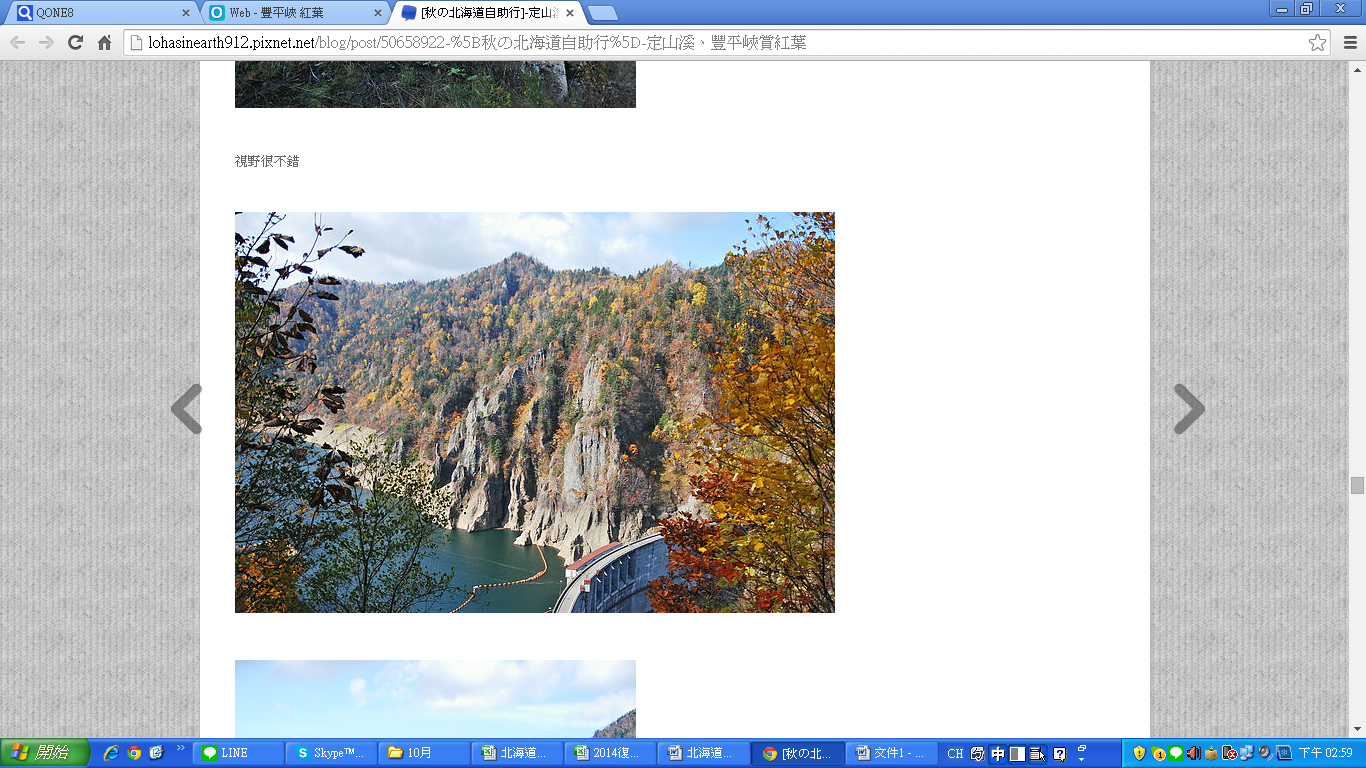 QONE8
Web - 豐平峽 紅葉
[秋の北海道自助行]-定山
lohasinearth912.pixnet.net/blog/post/50658922-%5B秋の北海道自助行%5D-定山溪、豐平峽賞紅葉
視野很不錯
開始
LINE
Skype™...
10月
北海道...
2014復...
北海道...
[秋の北...
文件1 - ...
CH
中
下午 02:59